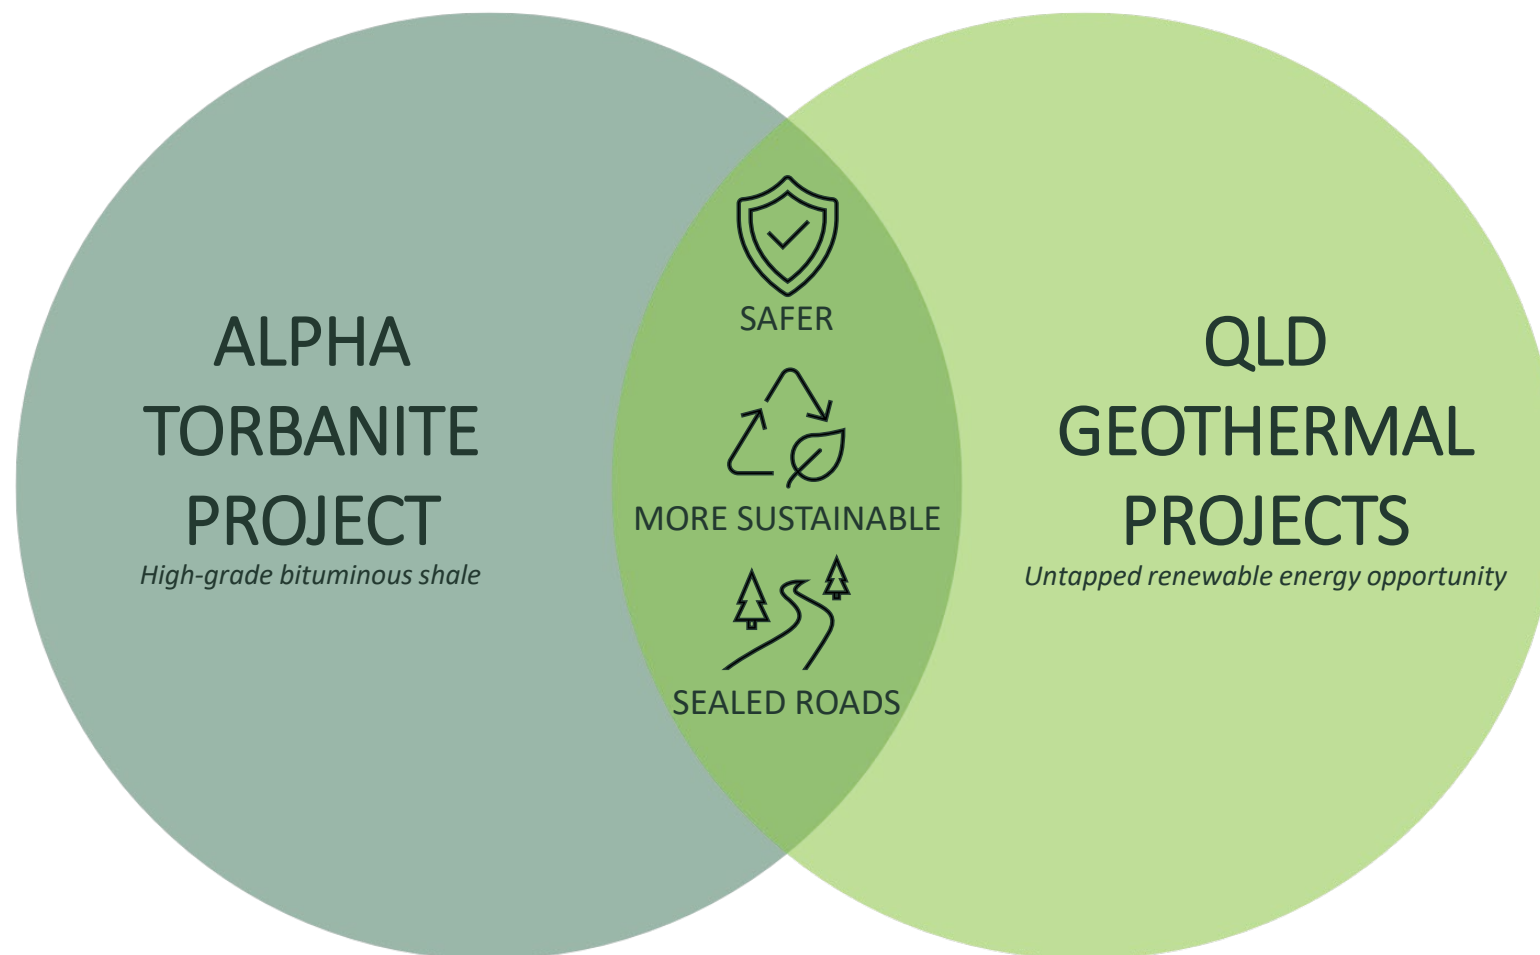 ALPHA
TORBANITE
PROJECT
High-grade bituminous shale
SAFER
MORE SUSTAINABLE
SEALED ROADS
QLD
GEOTHERMAL
PROJECTS
Untapped renewable energy opportunity